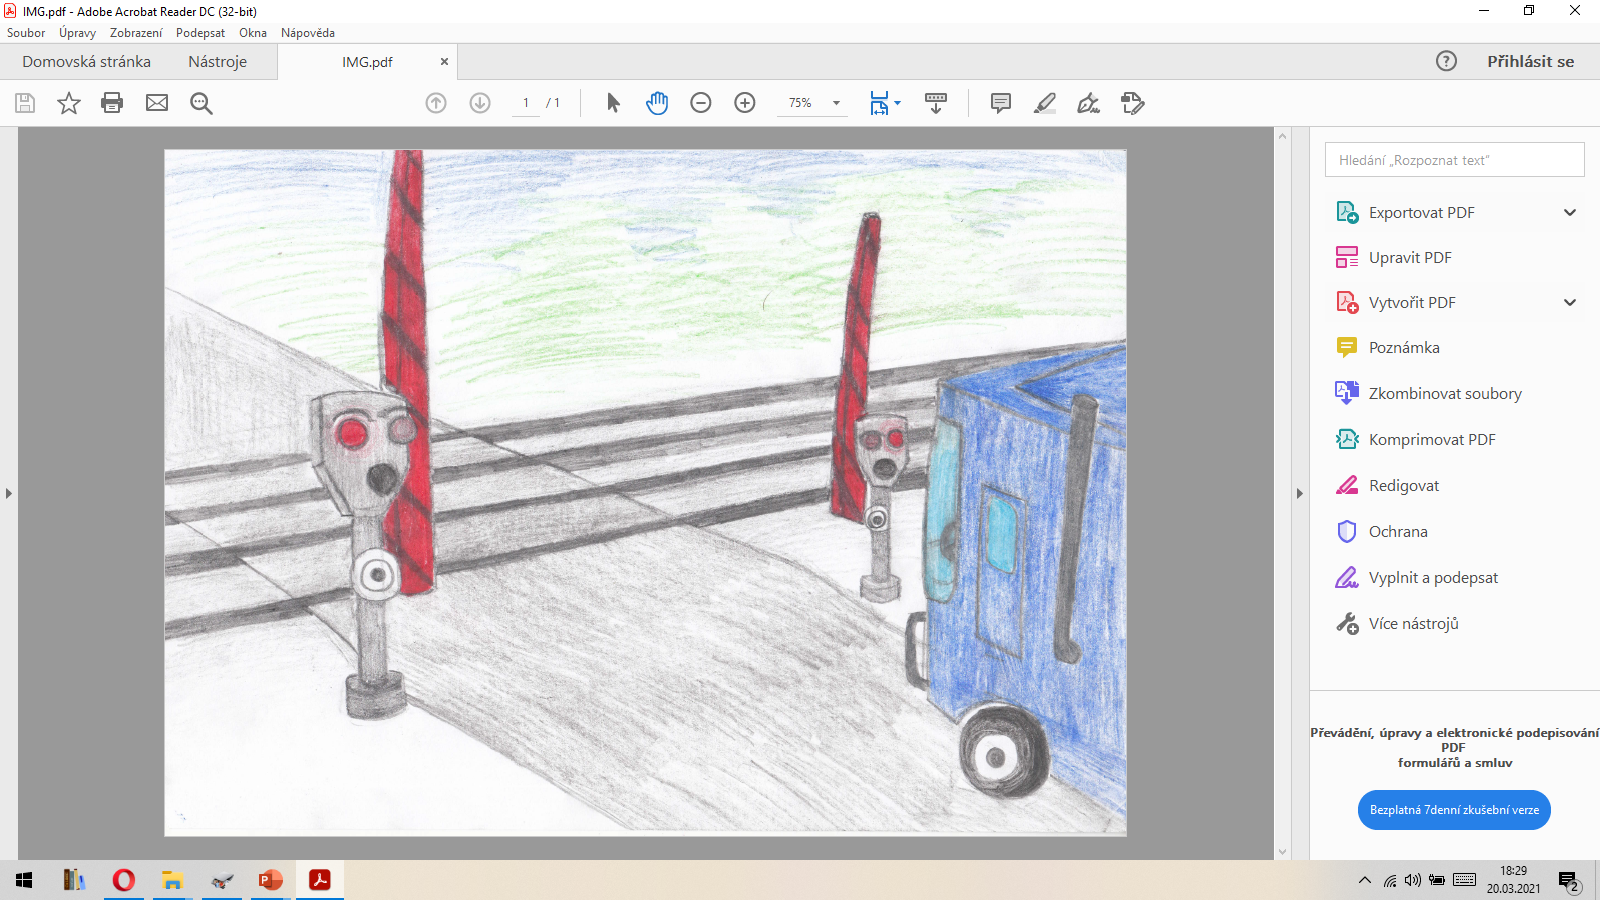 IMG.pdf - Adobe Acrobat Reader DC (32-bit)
Soubor Úpravy Zobrazení Podepsat Okna Nápověda
Domovská stránka Nástroje IMG.pdf Přihlásit se
1 / 1 75%
Hledání „Rozpoznat text"
Exportovat PDF
Upravit PDF
Vytvořit PDF
Poznámka
Zkombinovat soubory
Komprimovat PDF
Redigovat
Ochrana
Vyplnit a podepsat
Více nástrojů
Převádění, úpravy a elektronické podepisování
PDF
formulářů a smluv
Bezplatná 7denní zkušební verze
18:29
20.03.2021
2